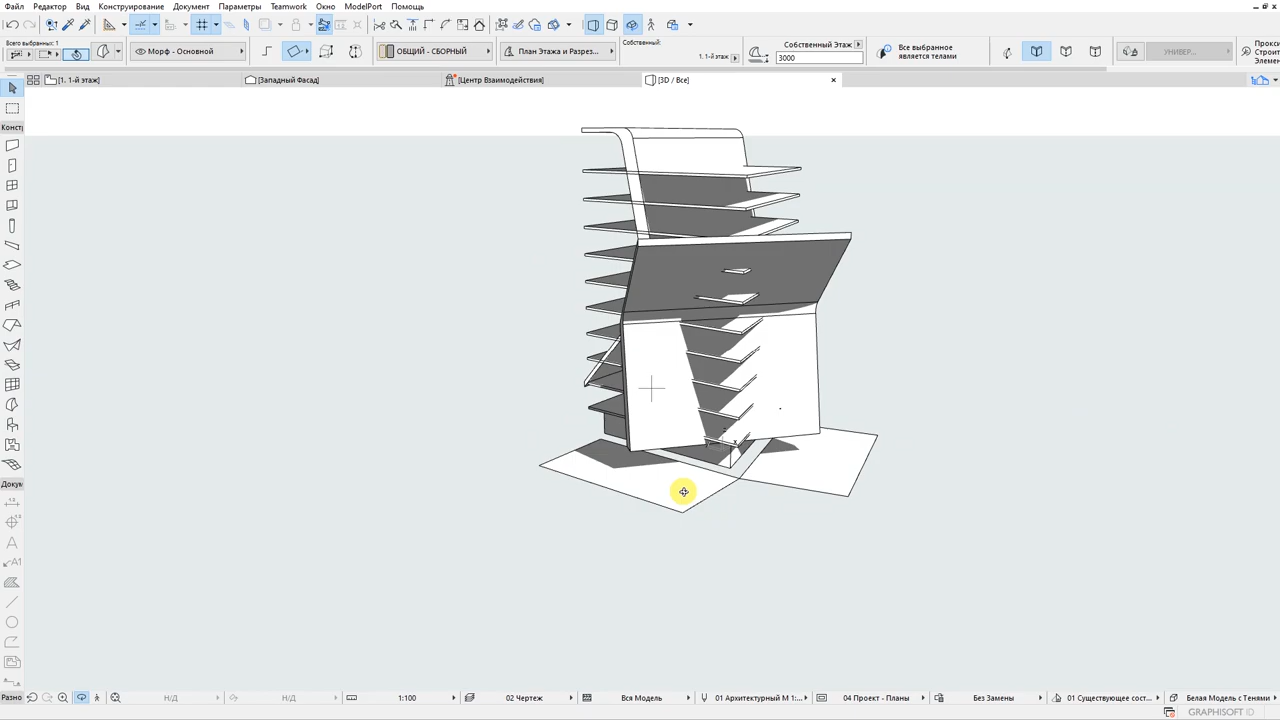 Файл Редактор Вид Конструирование Документ Параметры Teamwork Окно ModelPort Помощь
Всего выбранных: 1
Морф - Основной
ОБЩИЙ - СБОРНЫЙ
План Этажа и Разрез...
Собственный:
1. 1-й этаж
Собственный Этаж
3000
Все выбранное
является телами
УНИВЕР...
Прокси
Строит
Элемен
[1. 1-й этаж]
[Западный Фасад]
[Центр Взаимодействия]
[3D / Все]
Конст
Докум
Разно
Н/Д
Н/Д
1:100
02 Чертеж
Вся Модель
01 Архитектурный М 1:...
04 Проект - Планы
Без Замены
01 Существующее сост...
Белая Модель с Тенями
GRAPHISOFT ID